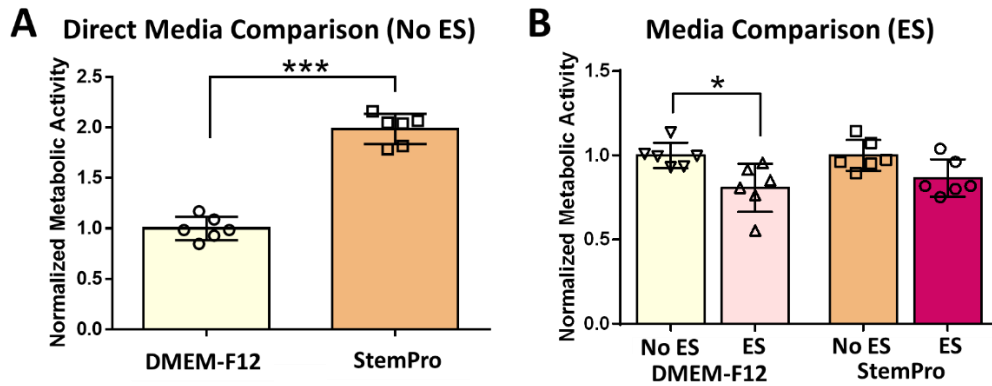 A Direct Media Comparison (No ES)
Normalized Metabolic Activity
2.5
2.0
1.5
1.0
0.5
0.0
***
DMEM-F12 StemPro
B Media Comparison (ES)
Normalized Metabolic Activity
1.5
1.0
0.5
0.0
*
No ES ES No ES ES
DMEM-F12 StemPro